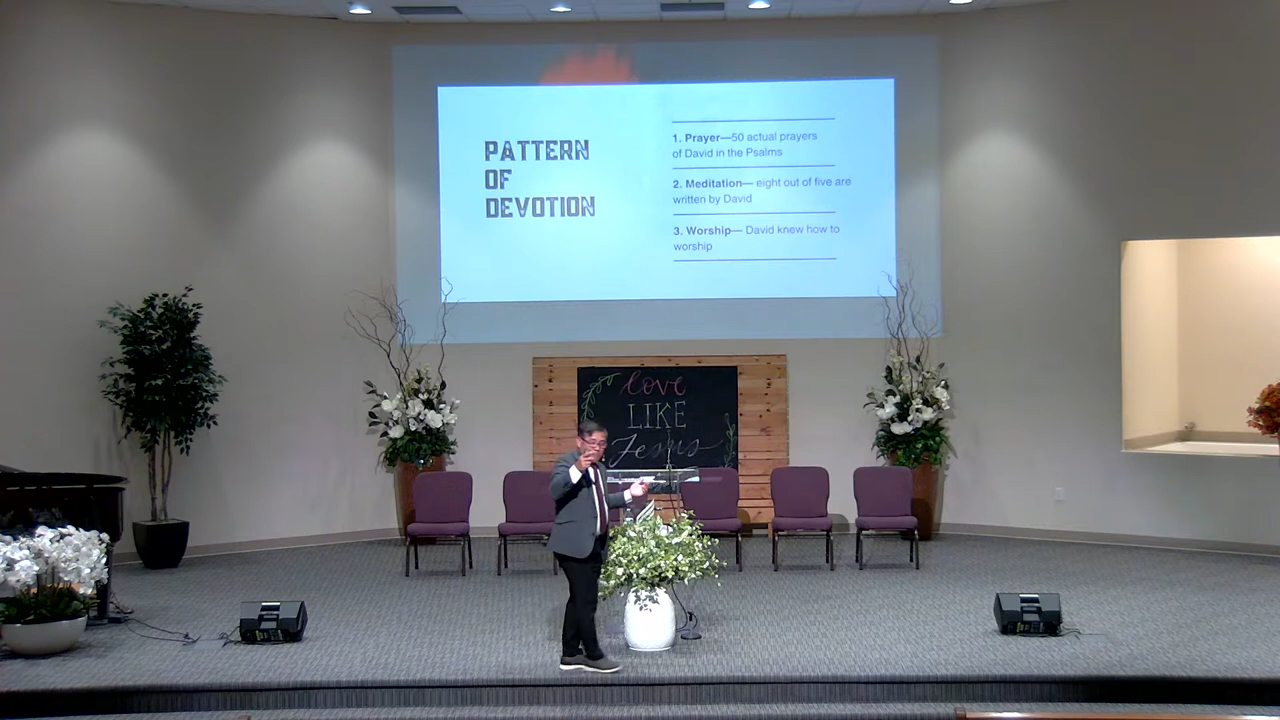 PATTERN
OF
DEVOTION
1. Prayer—50 actual prayers
of David in the Psalms
2. Meditation— eight out of five are
written by David
3. Worship— David knew how to
worship
love
LIKE
Jesus